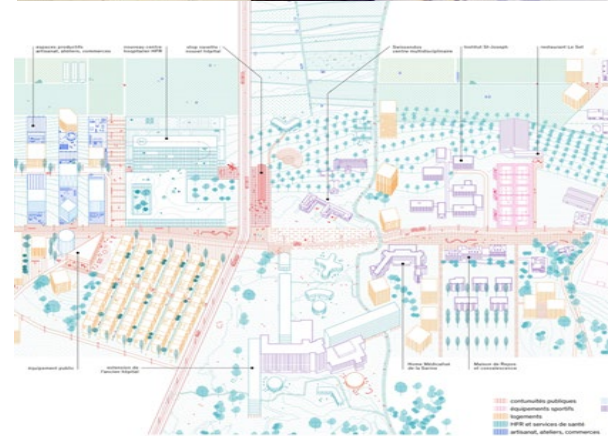 espaces productifs
artisanat, ateliers, commerces
nouveau centre
hospitalier HFR
stop navette
nouvel hôpital
centre multidisciplinaire
Institut St-Joseph
restaurant Le Sot
équipement public
extension de
l'ancien hôpital
Home Médicalisé
de la Sarine
Maison de Repos
et convalescence
continuités publiques
équipements sportifs
logements
HFR et services de santé
artisanat, ateliers, commerces